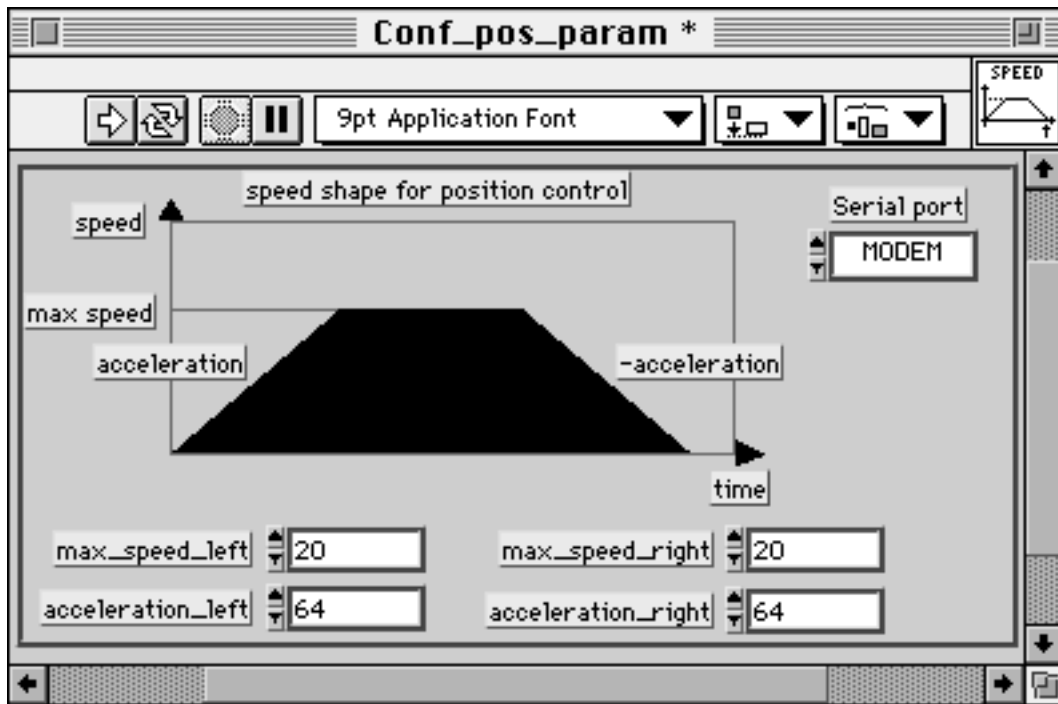 Conf_pos_param *
SPEED
t
9pt Application Font
speed shape for position control
speed
Serial port
MODEM
max speed
acceleration
-acceleration
time
max_speed_left 20
max_speed_right 20
acceleration_left 64
acceleration_right 64